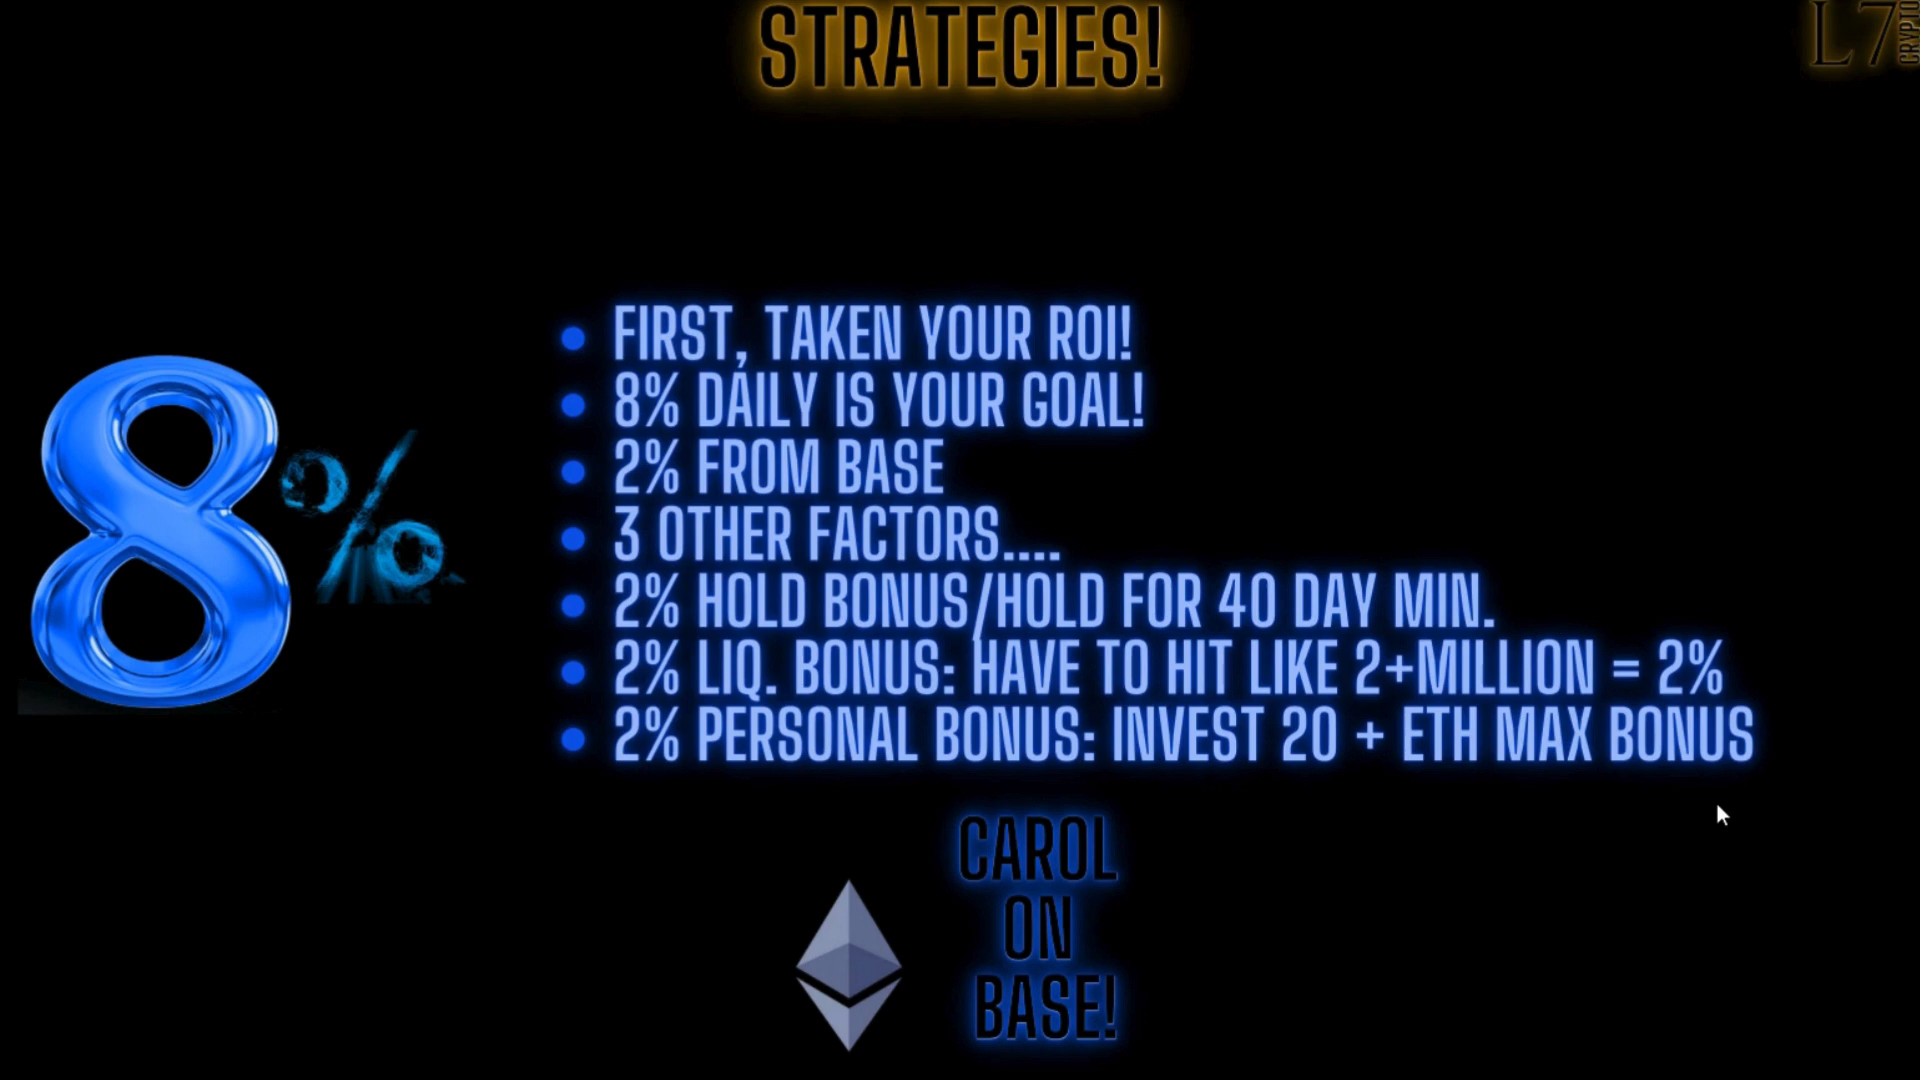 STRATEGIES!
L7
CRYPTO
8%
• FIRST, TAKEN YOUR ROI!
• 8% DAILY IS YOUR GOAL!
• 2% FROM BASE
• 3 OTHER FACTORS....
• 2% HOLD BONUS/HOLD FOR 40 DAY MIN.
• 2% LIQ. BONUS: HAVE TO HIT LIKE 2+MILLION = 2%
• 2% PERSONAL BONUS: INVEST 20 + ETH MAX BONUS
CAROL
ON
BASE!